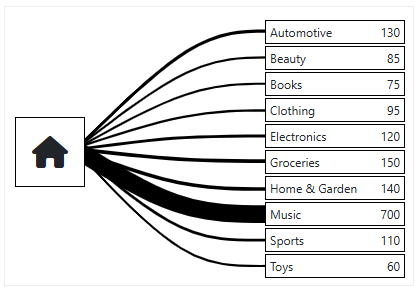 Automotive 130
Beauty 85
Books 75
Clothing 95
Electronics 120
Groceries 150
Home & Garden 140
Music 700
Sports 110
Toys 60